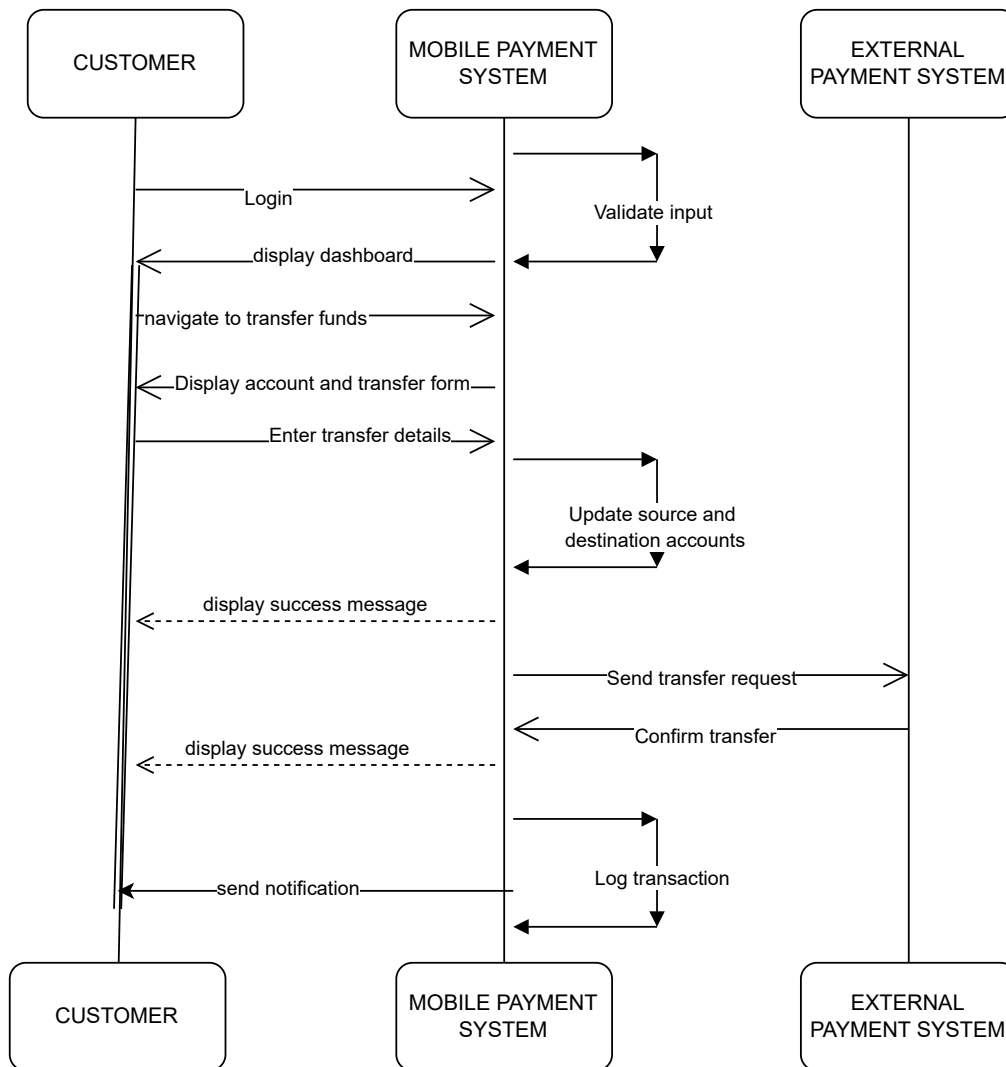 CUSTOMER
MOBILE PAYMENT
SYSTEM
EXTERNAL
PAYMENT SYSTEM
Login
Validate input
display dashboard
navigate to transfer funds
Display account and transfer form
Enter transfer details
Update source and
destination accounts
display success message
Send transfer request
Confirm transfer
display success message
Log transaction
send notification
CUSTOMER
MOBILE PAYMENT
SYSTEM
EXTERNAL
PAYMENT SYSTEM